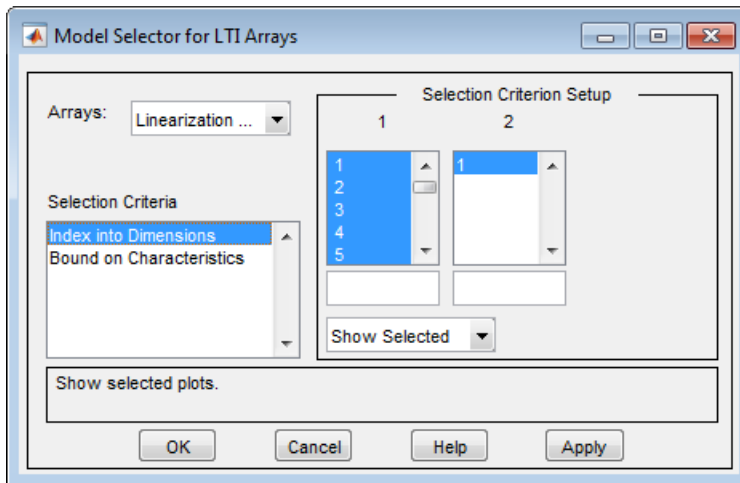 Model Selector for LTI Arrays
Arrays:
Linearization ...
Selection Criteria
Index into Dimensions
Bound on Characteristics
Selection Criterion Setup
1 2
1
2
3
4
5
1
Show Selected
Show selected plots.
OK Cancel Help Apply